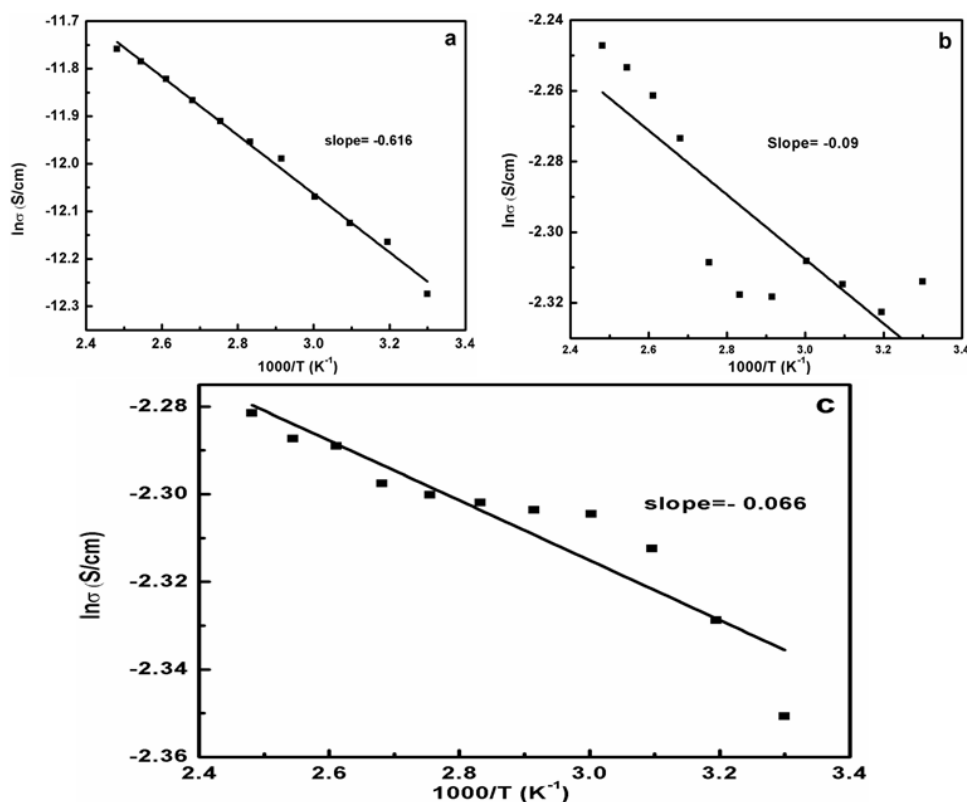 a
-11.7
-11.8
-11.9
-12.0
-12.1
-12.2
-12.3
lnσ (S/cm)
slope= -0.616
2.4 2.6 2.8 3.0 3.2 3.4
1000/T (K⁻¹)
b
-2.24
-2.26
-2.28
-2.30
-2.32
lnσ (S/cm)
Slope= -0.09
2.4 2.6 2.8 3.0 3.2 3.4
1000/T (K⁻¹)
c
-2.28
-2.30
-2.32
-2.34
-2.36
lnσ (S/cm)
slope=- 0.066
2.4 2.6 2.8 3.0 3.2 3.4
1000/T (K⁻¹)